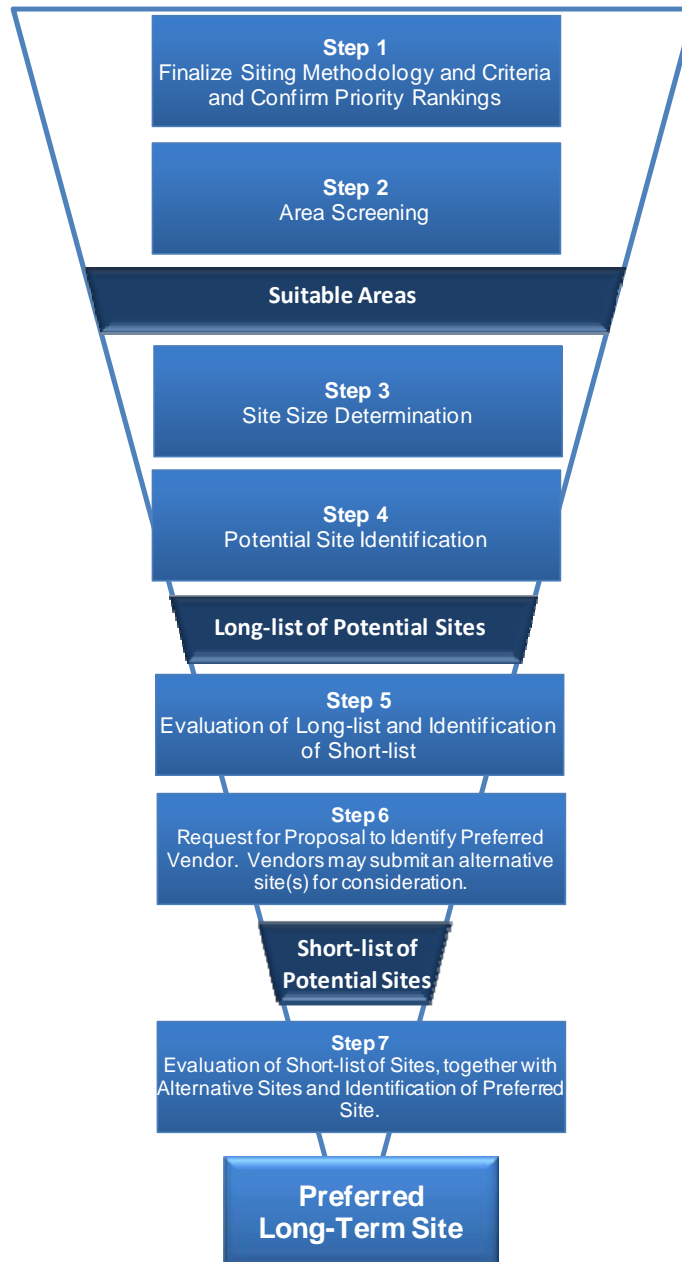 Step 1
Finalize Siting Methodology and Criteria
and Confirm Priority Rankings
Step 2
Area Screening
Suitable Areas
Step 3
Site Size Determination
Step 4
Potential Site Identification
Long-list of Potential Sites
Step 5
Evaluation of Long-list and Identification
of Short-list
Step 6
Request for Proposal to Identify Preferred
Vendor. Vendors may submit an alternative
site(s) for consideration.
Short-list of
Potential Sites
Step 7
Evaluation of Short-list of Sites, together with
Alternative Sites and Identification of Preferred
Site.
Preferred
Long-Term Site